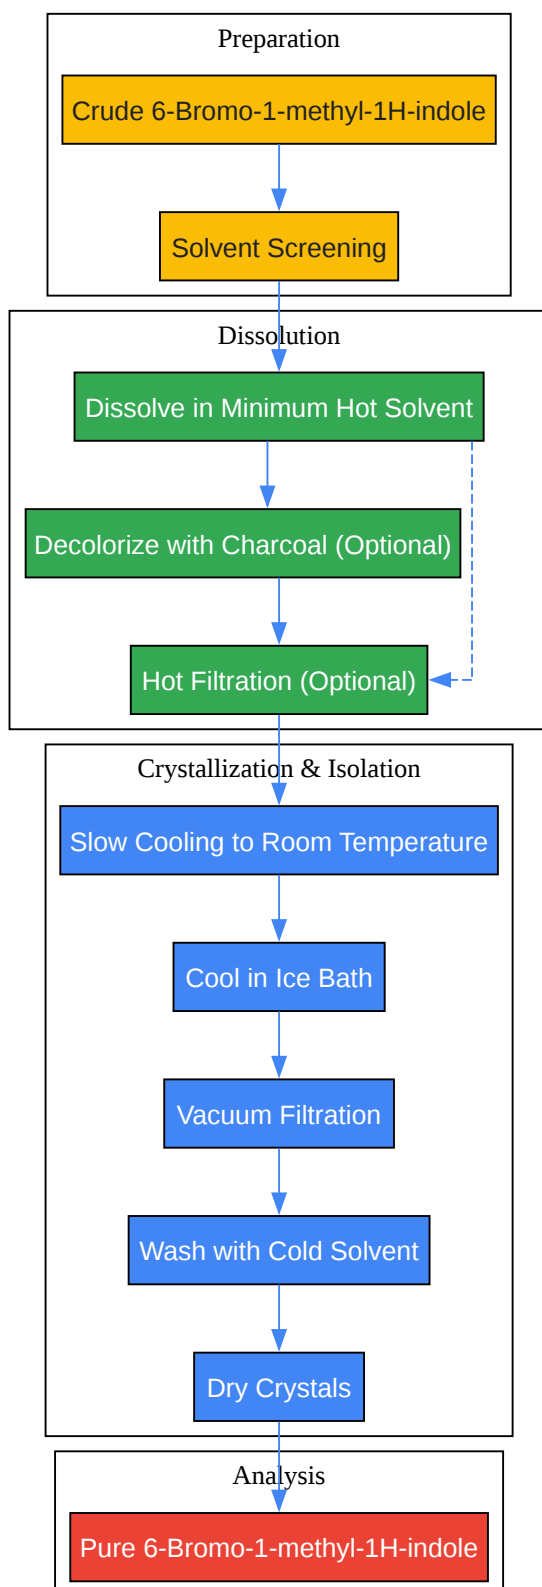 Preparation
Crude 6-Bromo-1-methyl-1H-indole
Solvent Screening
Dissolution
Dissolve in Minimum Hot Solvent
Decolorize with Charcoal (Optional)
Hot Filtration (Optional)
Crystallization & Isolation
Slow Cooling to Room Temperature
Cool in Ice Bath
Vacuum Filtration
Wash with Cold Solvent
Dry Crystals
Analysis
Pure 6-Bromo-1-methyl-1H-indole